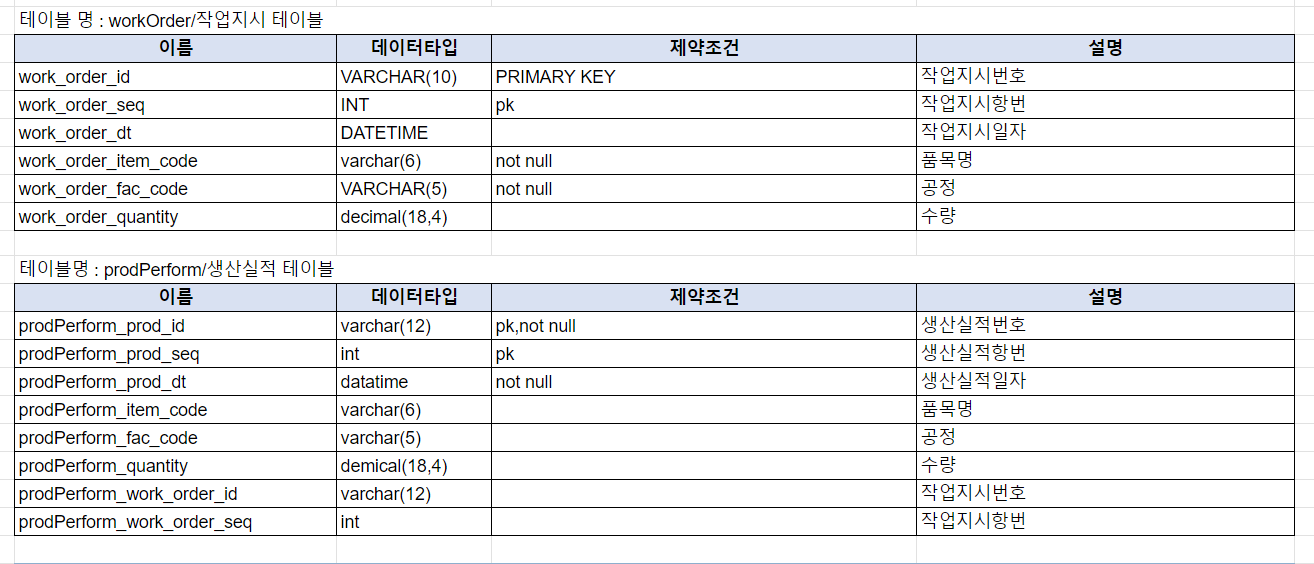 테이블 명 : workOrder/작업지시 테이블
이름 데이터타입 제약조건 설명
work_order_id VARCHAR(10) PRIMARY KEY 작업지시번호
work_order_seq INT pk 작업지시항번
work_order_dt DATETIME 작업지시일자
work_order_item_code varchar(6) not null 품목명
work_order_fac_code VARCHAR(5) not null 공정
work_order_quantity decimal(18,4) 수량
테이블명 : prodPerform/생산실적 테이블
이름 데이터타입 제약조건 설명
prodPerform_prod_id varchar(12) pk,not null 생산실적번호
prodPerform_prod_seq int pk 생산실적항번
prodPerform_prod_dt datatime not null 생산실적일자
prodPerform_item_code varchar(6) 품목명
prodPerform_fac_code varchar(5) 공정
prodPerform_quantity demical(18,4) 수량
prodPerform_work_order_id varchar(12) 작업지시번호
prodPerform_work_order_seq int 작업지시항번